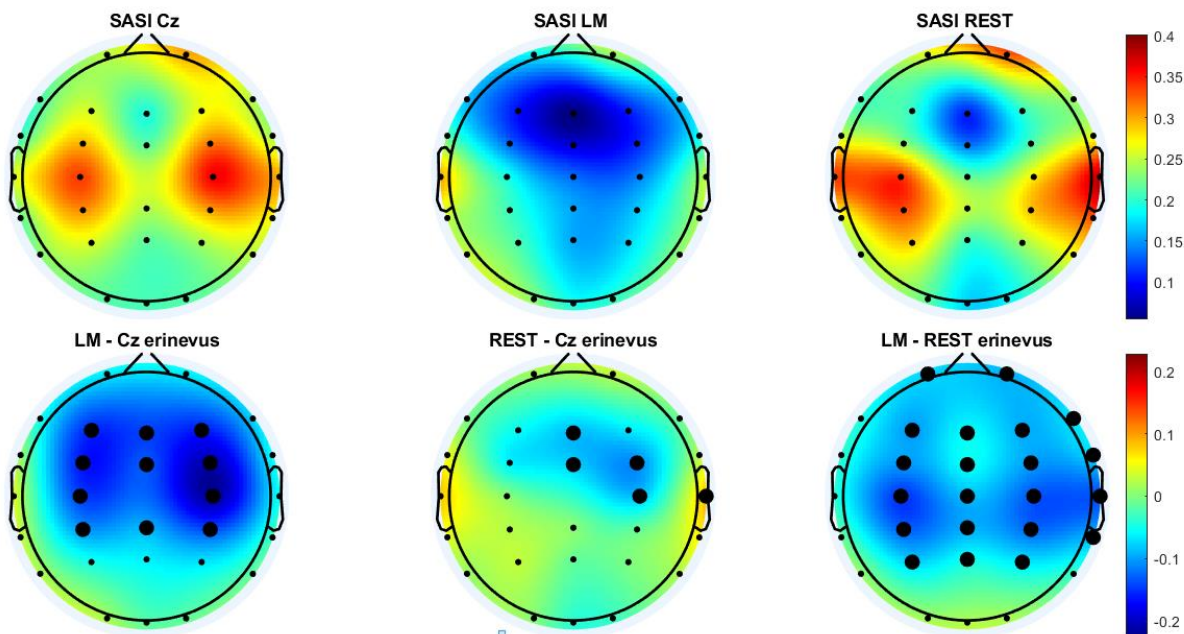 SASI Cz
SASI LM
SASI REST
0.4
0.35
0.3
0.25
0.2
0.15
0.1
LM - Cz erinevus
REST - Cz erinevus
LM - REST erinevus
0.2
0.1
0
-0.1
-0.2